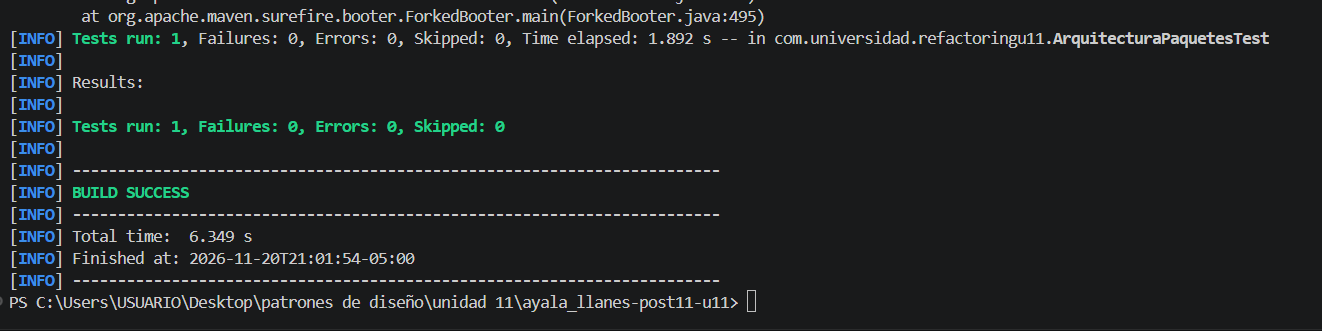 at org.apache.maven.surefire.booter.ForkedBooter.main(ForkedBooter.java:495)
[INFO] Tests run: 1, Failures: 0, Errors: 0, Skipped: 0, Time elapsed: 1.892 s -- in com.universidad.refactoringu11.ArquitecturaPaquetesTest
[INFO]
[INFO] Results:
[INFO]
[INFO] Tests run: 1, Failures: 0, Errors: 0, Skipped: 0
[INFO]
[INFO] ------------------------------------------------------------------------
[INFO] BUILD SUCCESS
[INFO] ------------------------------------------------------------------------
[INFO] Total time:  6.349 s
[INFO] Finished at: 2026-11-20T21:01:54-05:00
[INFO] ------------------------------------------------------------------------
PS C:\Users\USUARIO\Desktop\patrones de diseño\unidad 11\ayala_llanes-post11-u11>